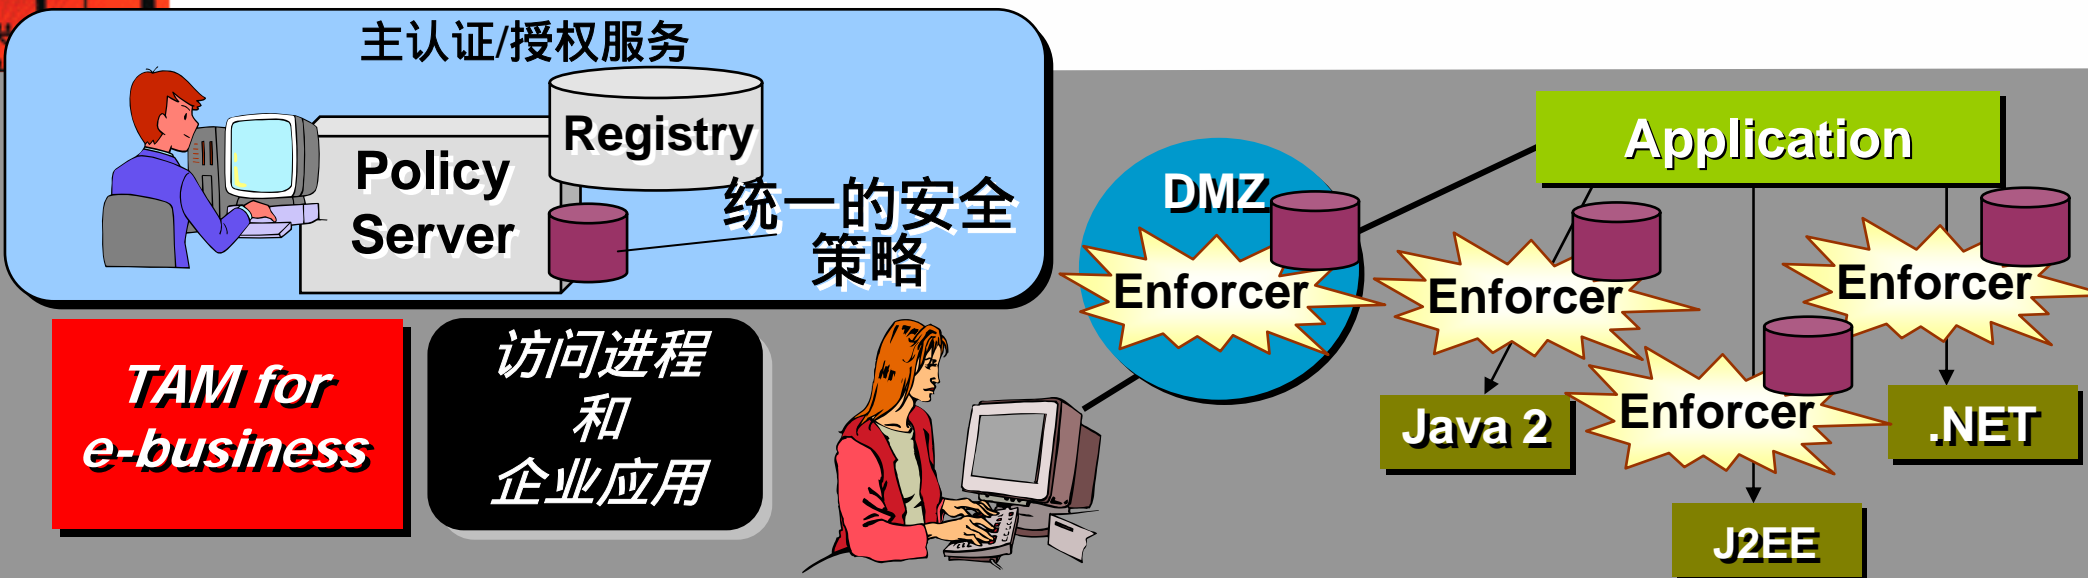 主认证/授权服务
Registry
Policy
Server
统一的安全
策略
TAM for
e-business
访问进程
和
企业应用
DMZ
Enforcer
Application
Enforcer
Enforcer
Enforcer
Java 2
.NET
J2EE